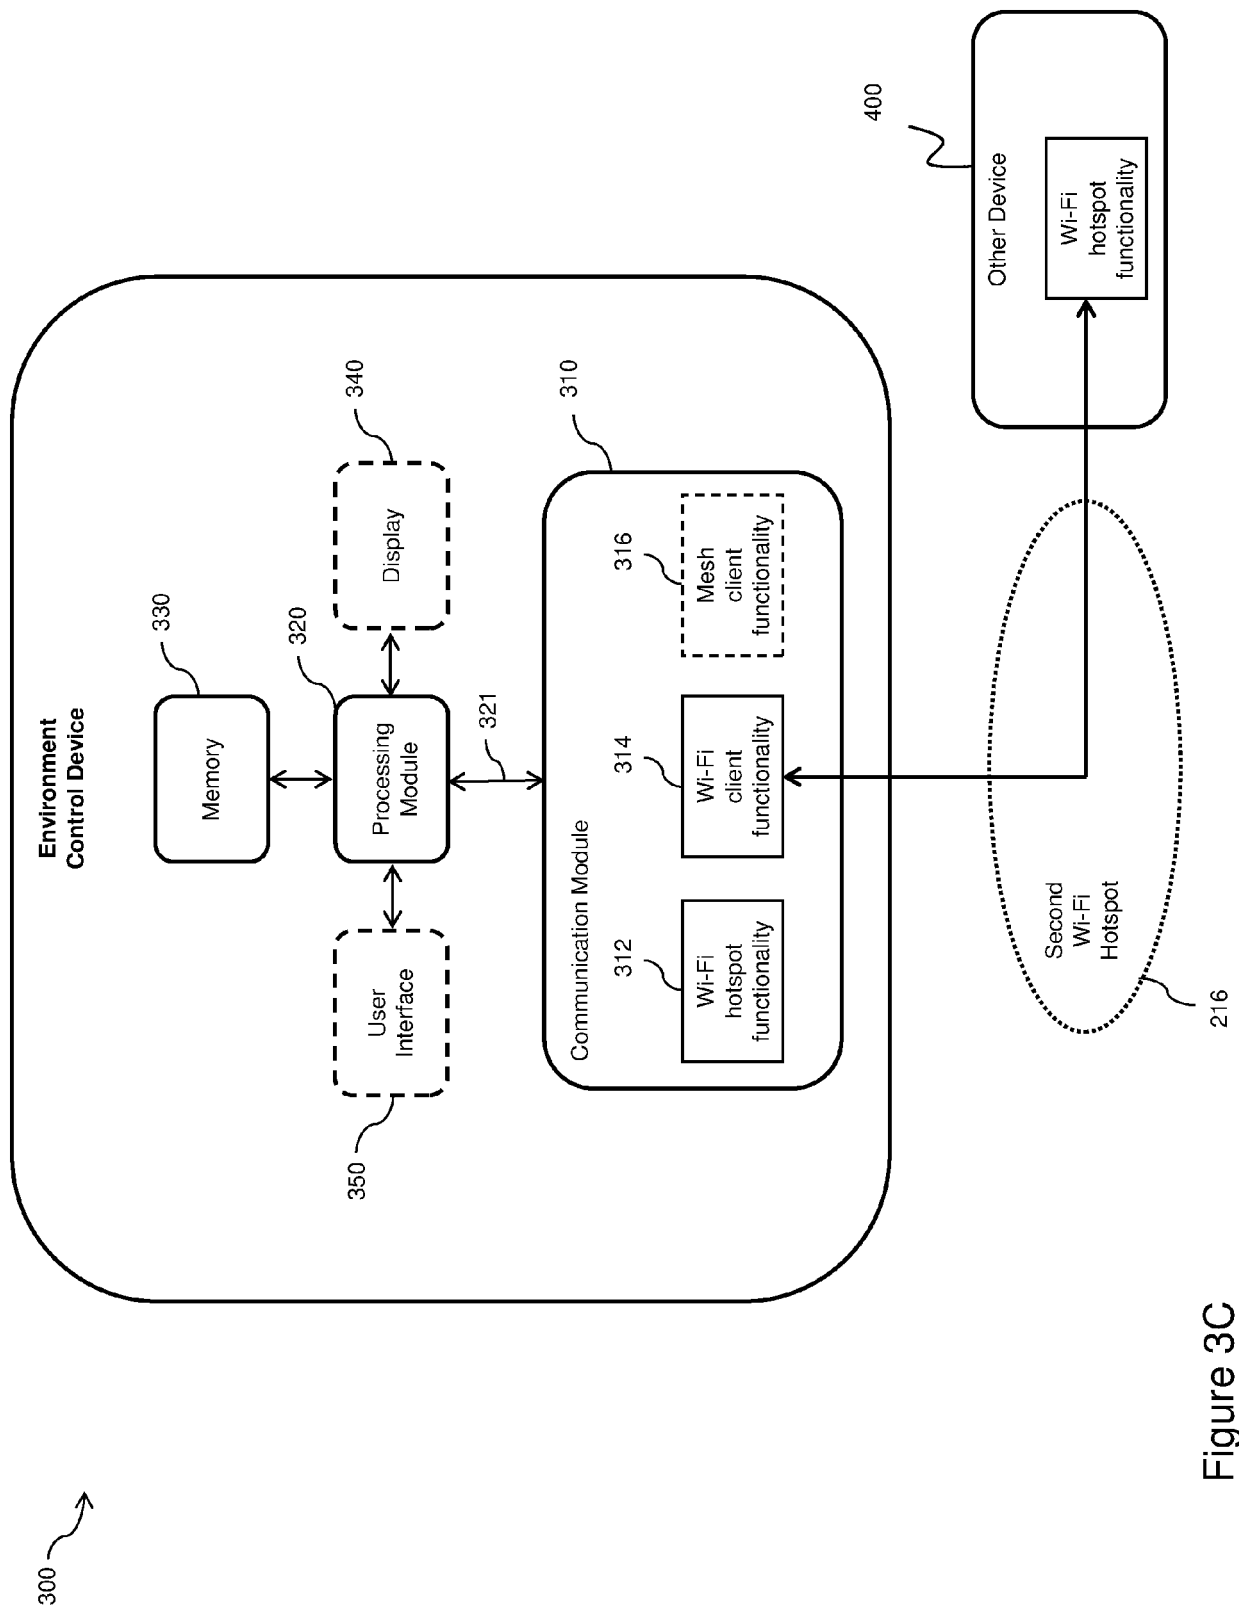 300
Environment
Control Device
Memory
330
320
Processing
Module
User
Interface
350
Display
340
321
310
Communication Module
312
Wi-Fi
hotspot
functionality
314
Wi-Fi
client
functionality
316
Mesh
client
functionality
Second
Wi-Fi
Hotspot
216
400
Other Device
Wi-Fi
hotspot
functionality
Figure 3C